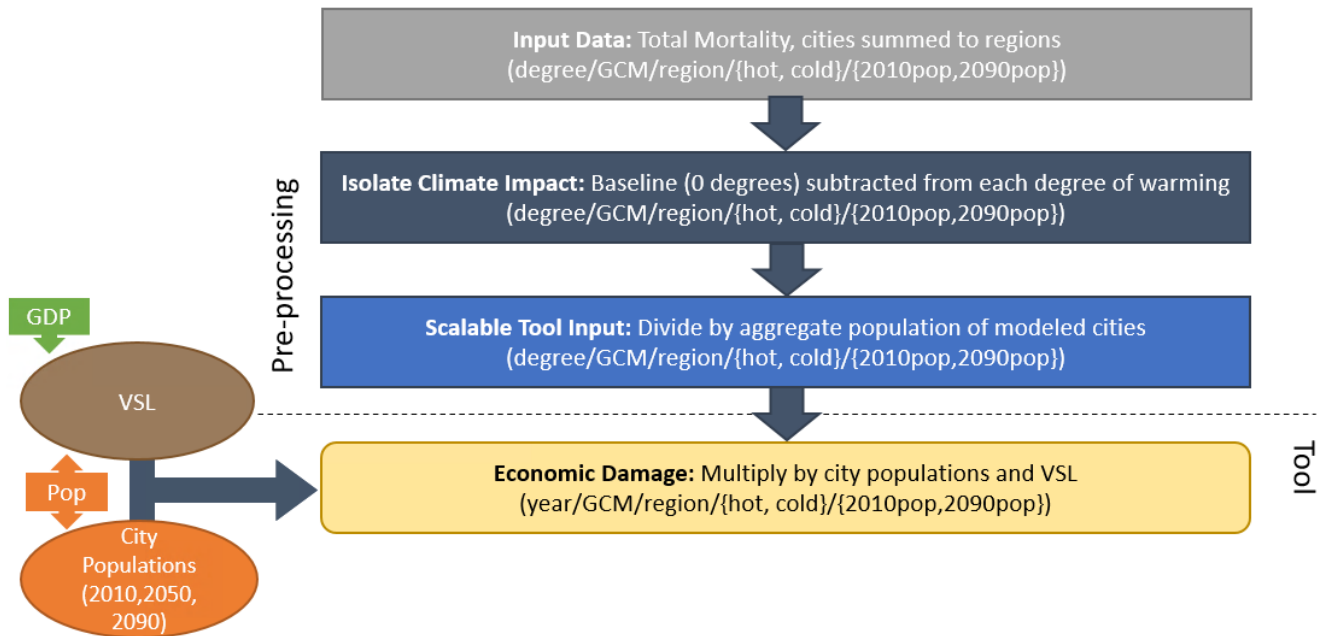 Input Data: Total Mortality, cities summed to regions
(degree/GCM/region/{hot, cold}/{2010pop,2090pop})
Isolate Climate Impact: Baseline (0 degrees) subtracted from each degree of warming
(degree/GCM/region/{hot, cold}/{2010pop,2090pop})
Pre-processing
Scalable Tool Input: Divide by aggregate population of modeled cities
(degree/GCM/region/{hot, cold}/{2010pop,2090pop})
GDP
VSL
Pop
City
Populations
(2010,2050,
2090)
Economic Damage: Multiply by city populations and VSL
(year/GCM/region/{hot, cold}/{2010pop,2090pop})
Tool